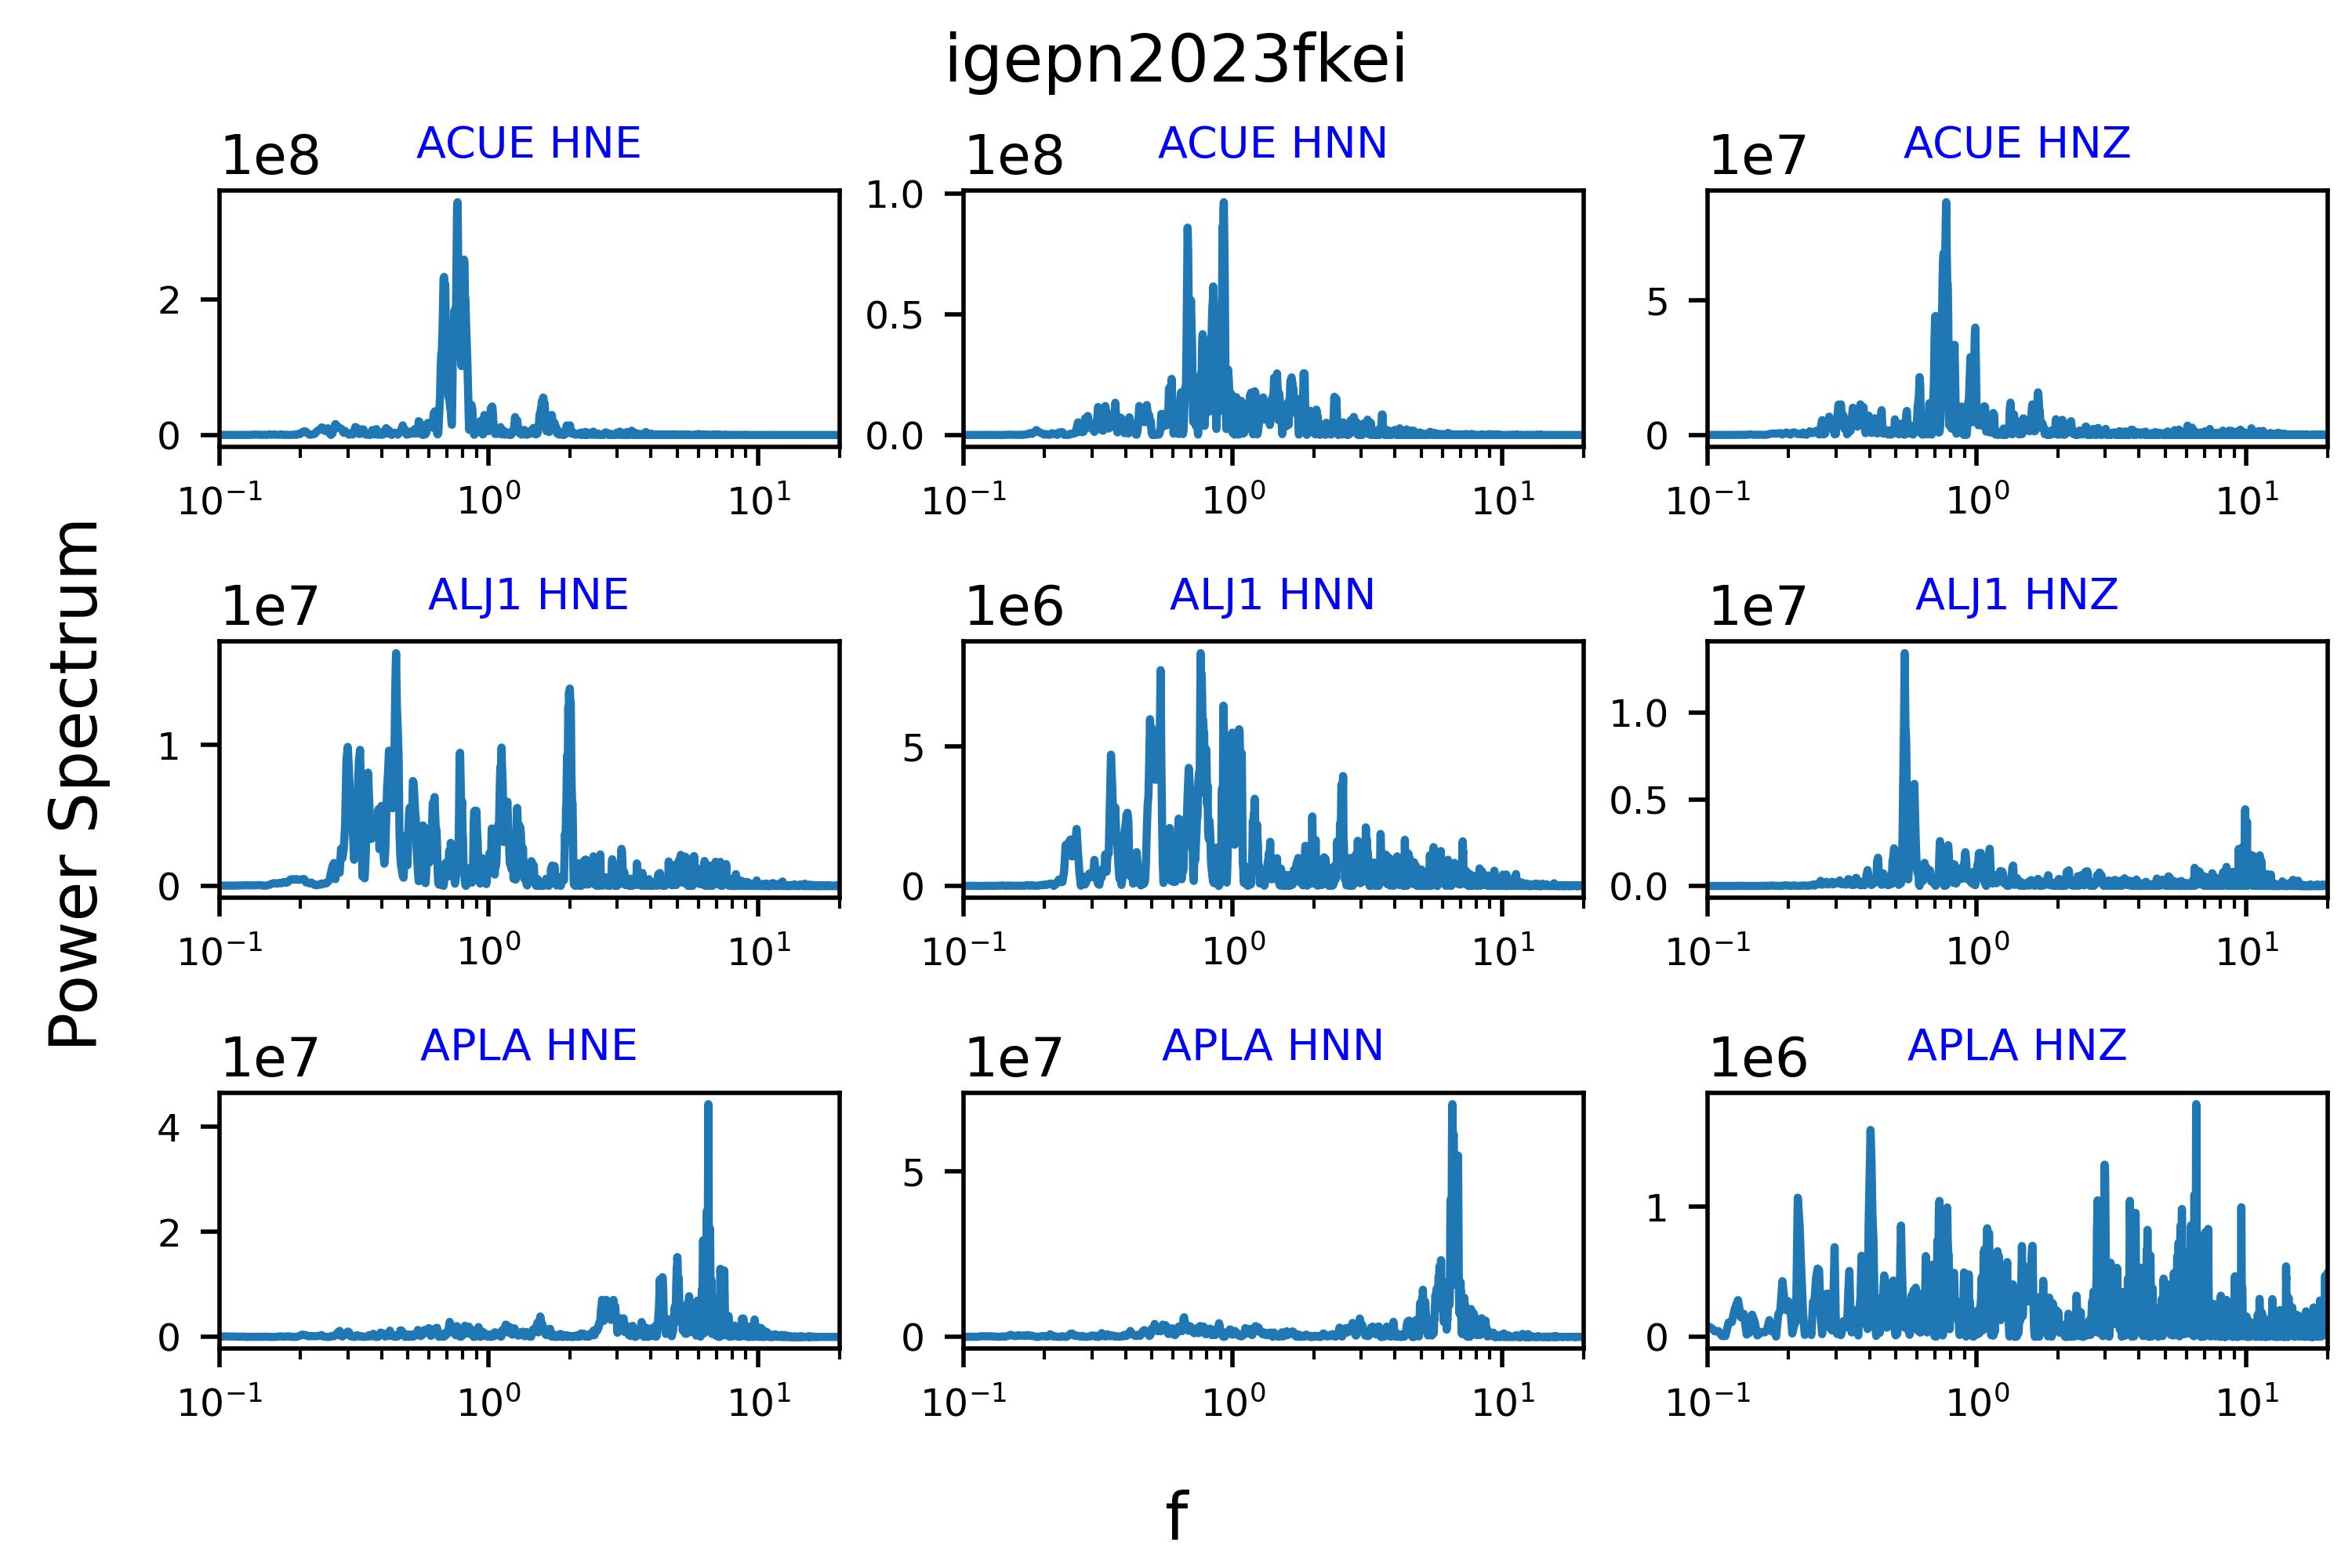 igepn2023fkei
1e8 ACUE HNE
2
0
10⁻¹ 10⁰ 10¹
1e8 ACUE HNN
1.0
0.5
0.0
10⁻¹ 10⁰ 10¹
1e7 ACUE HNZ
5
0
10⁻¹ 10⁰ 10¹
Power Spectrum
1e7 ALJ1 HNE
1
0
10⁻¹ 10⁰ 10¹
1e6 ALJ1 HNN
5
0
10⁻¹ 10⁰ 10¹
1e7 ALJ1 HNZ
1.0
0.5
0.0
10⁻¹ 10⁰ 10¹
1e7 APLA HNE
4
2
0
10⁻¹ 10⁰ 10¹
1e7 APLA HNN
5
0
10⁻¹ 10⁰ 10¹
1e6 APLA HNZ
1
0
10⁻¹ 10⁰ 10¹
f